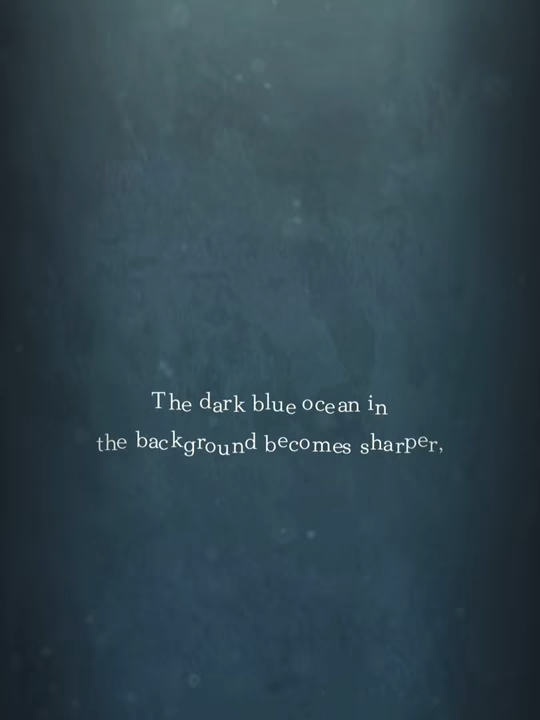 The dark blue ocean in
the background becomes sharper,